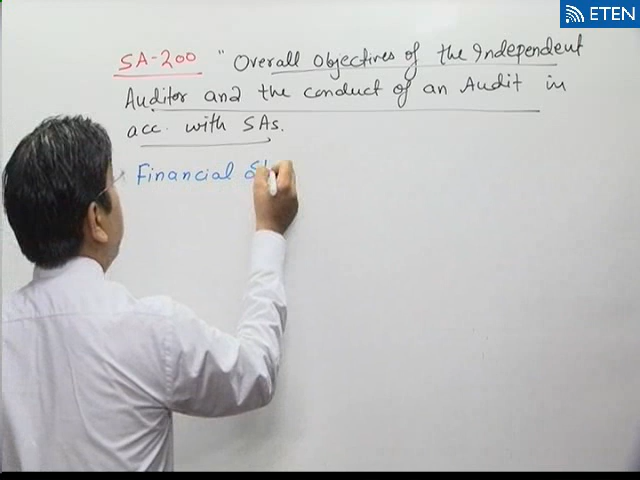 ETEN
SA-200 " Overall Objectives of the Independent
Auditor and the conduct of an Audit in
acc. with SAs.
Financial